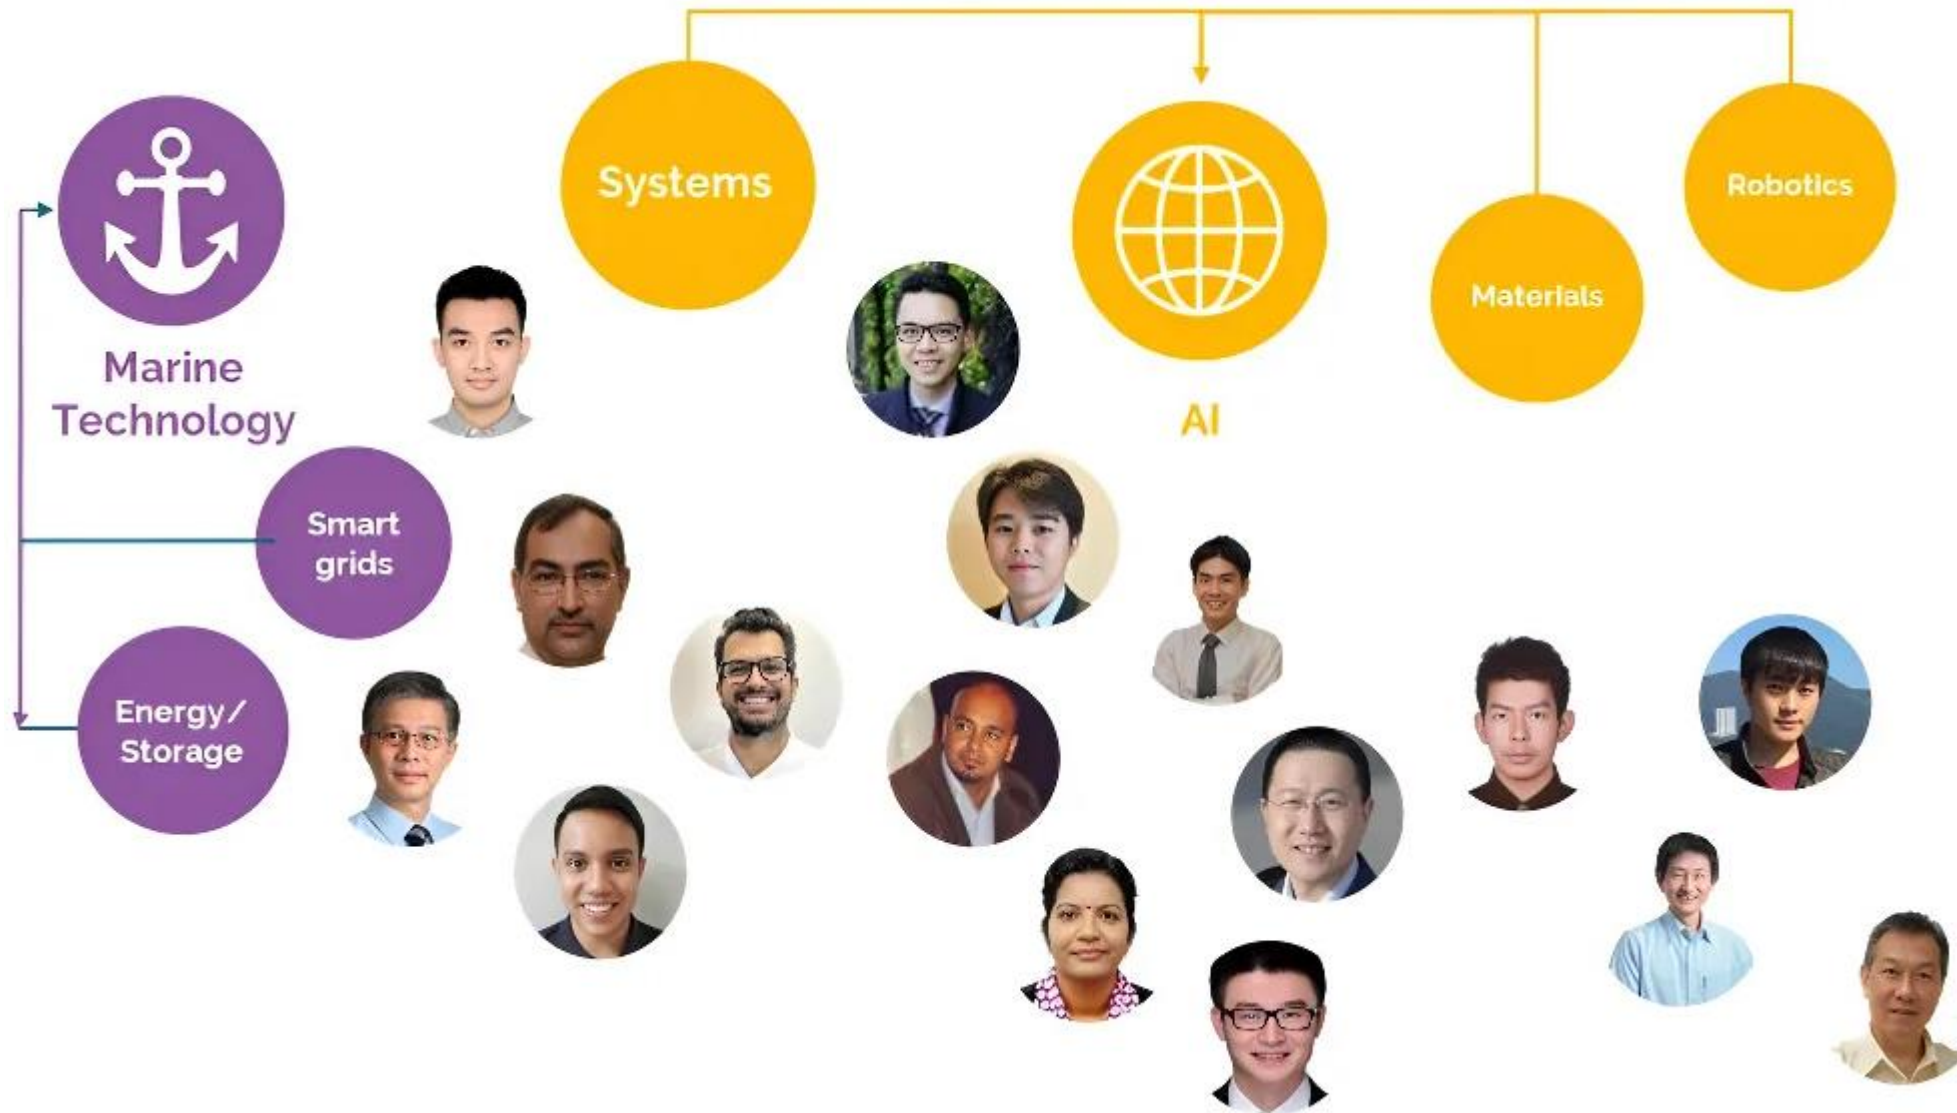 Systems
Robotics
Materials
Marine
Technology
AI
Smart
grids
Energy/
Storage